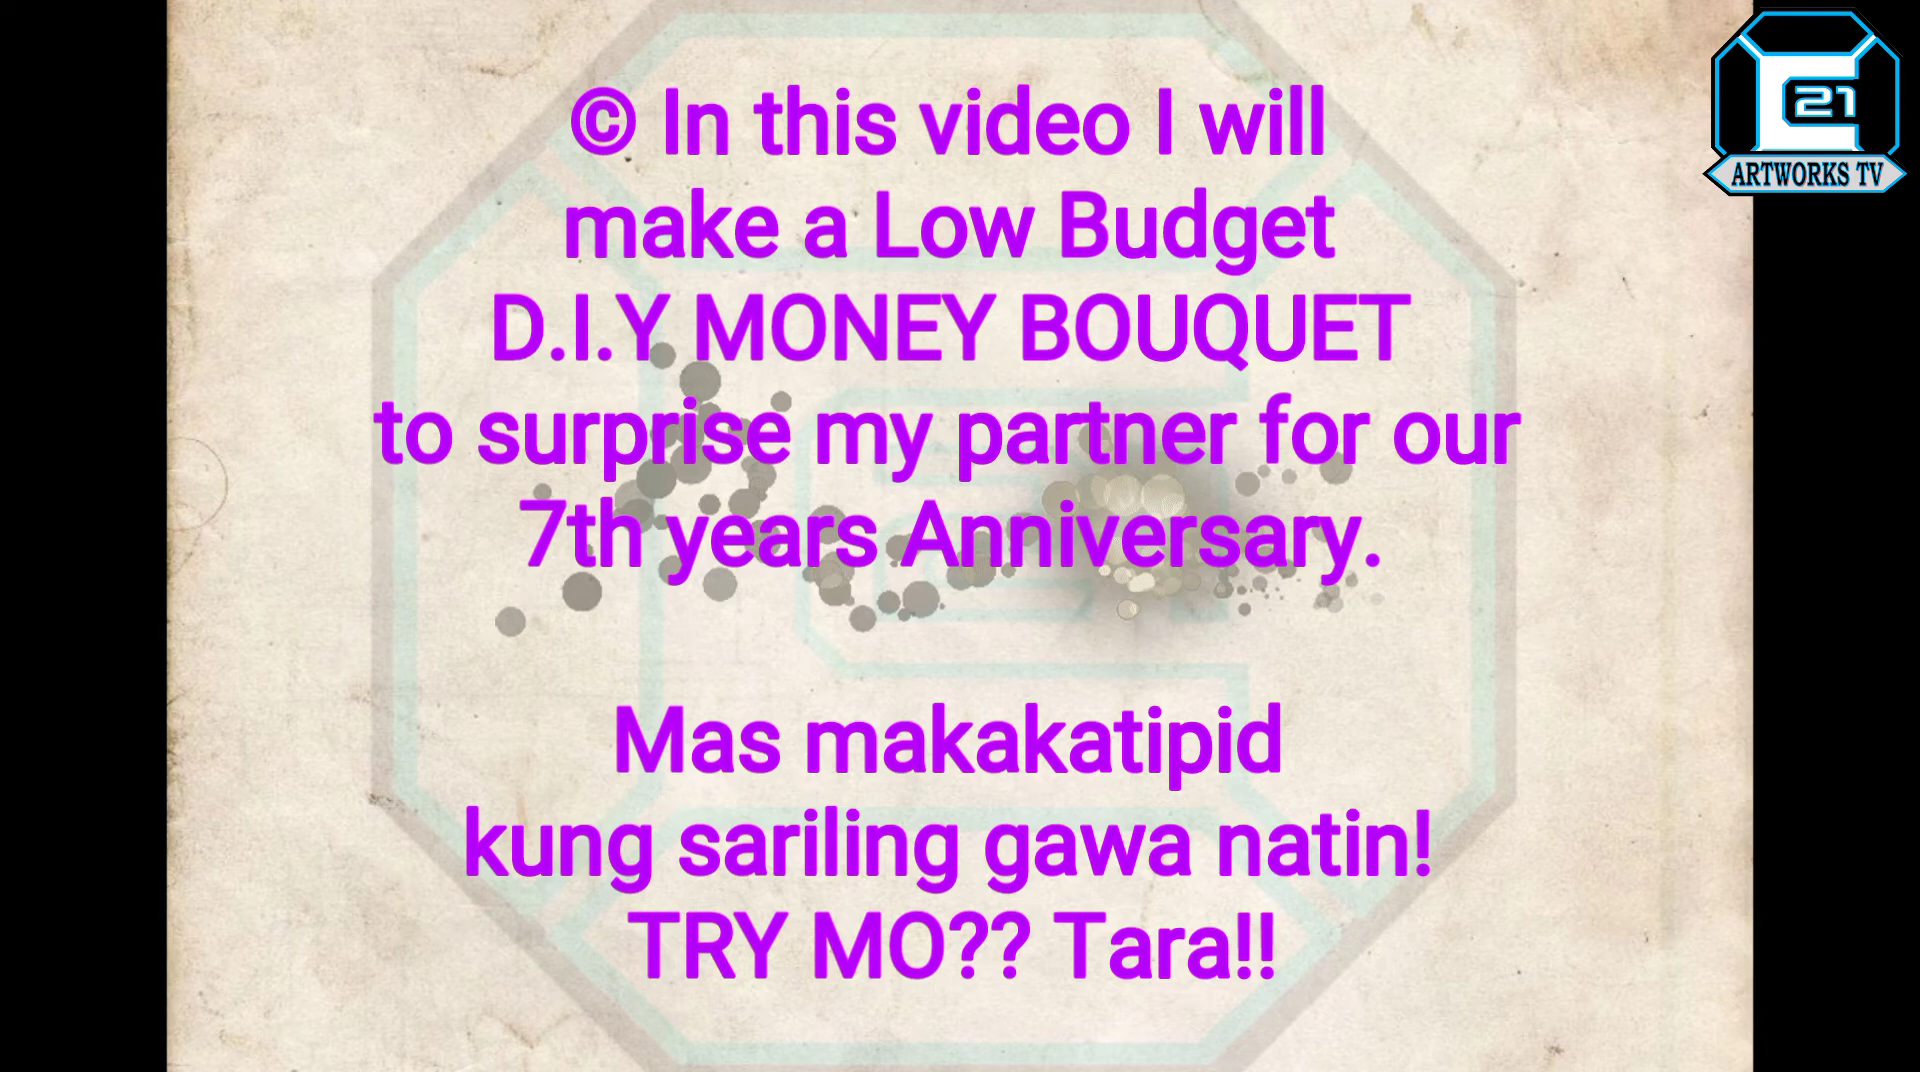 © In this video I will
make a Low Budget
D.I.Y MONEY BOUQUET
to surprise my partner for our
7th years Anniversary.
Mas makakatipid
kung sariling gawa natin!
TRY MO?? Tara!!
E 21
ARTWORKS TV